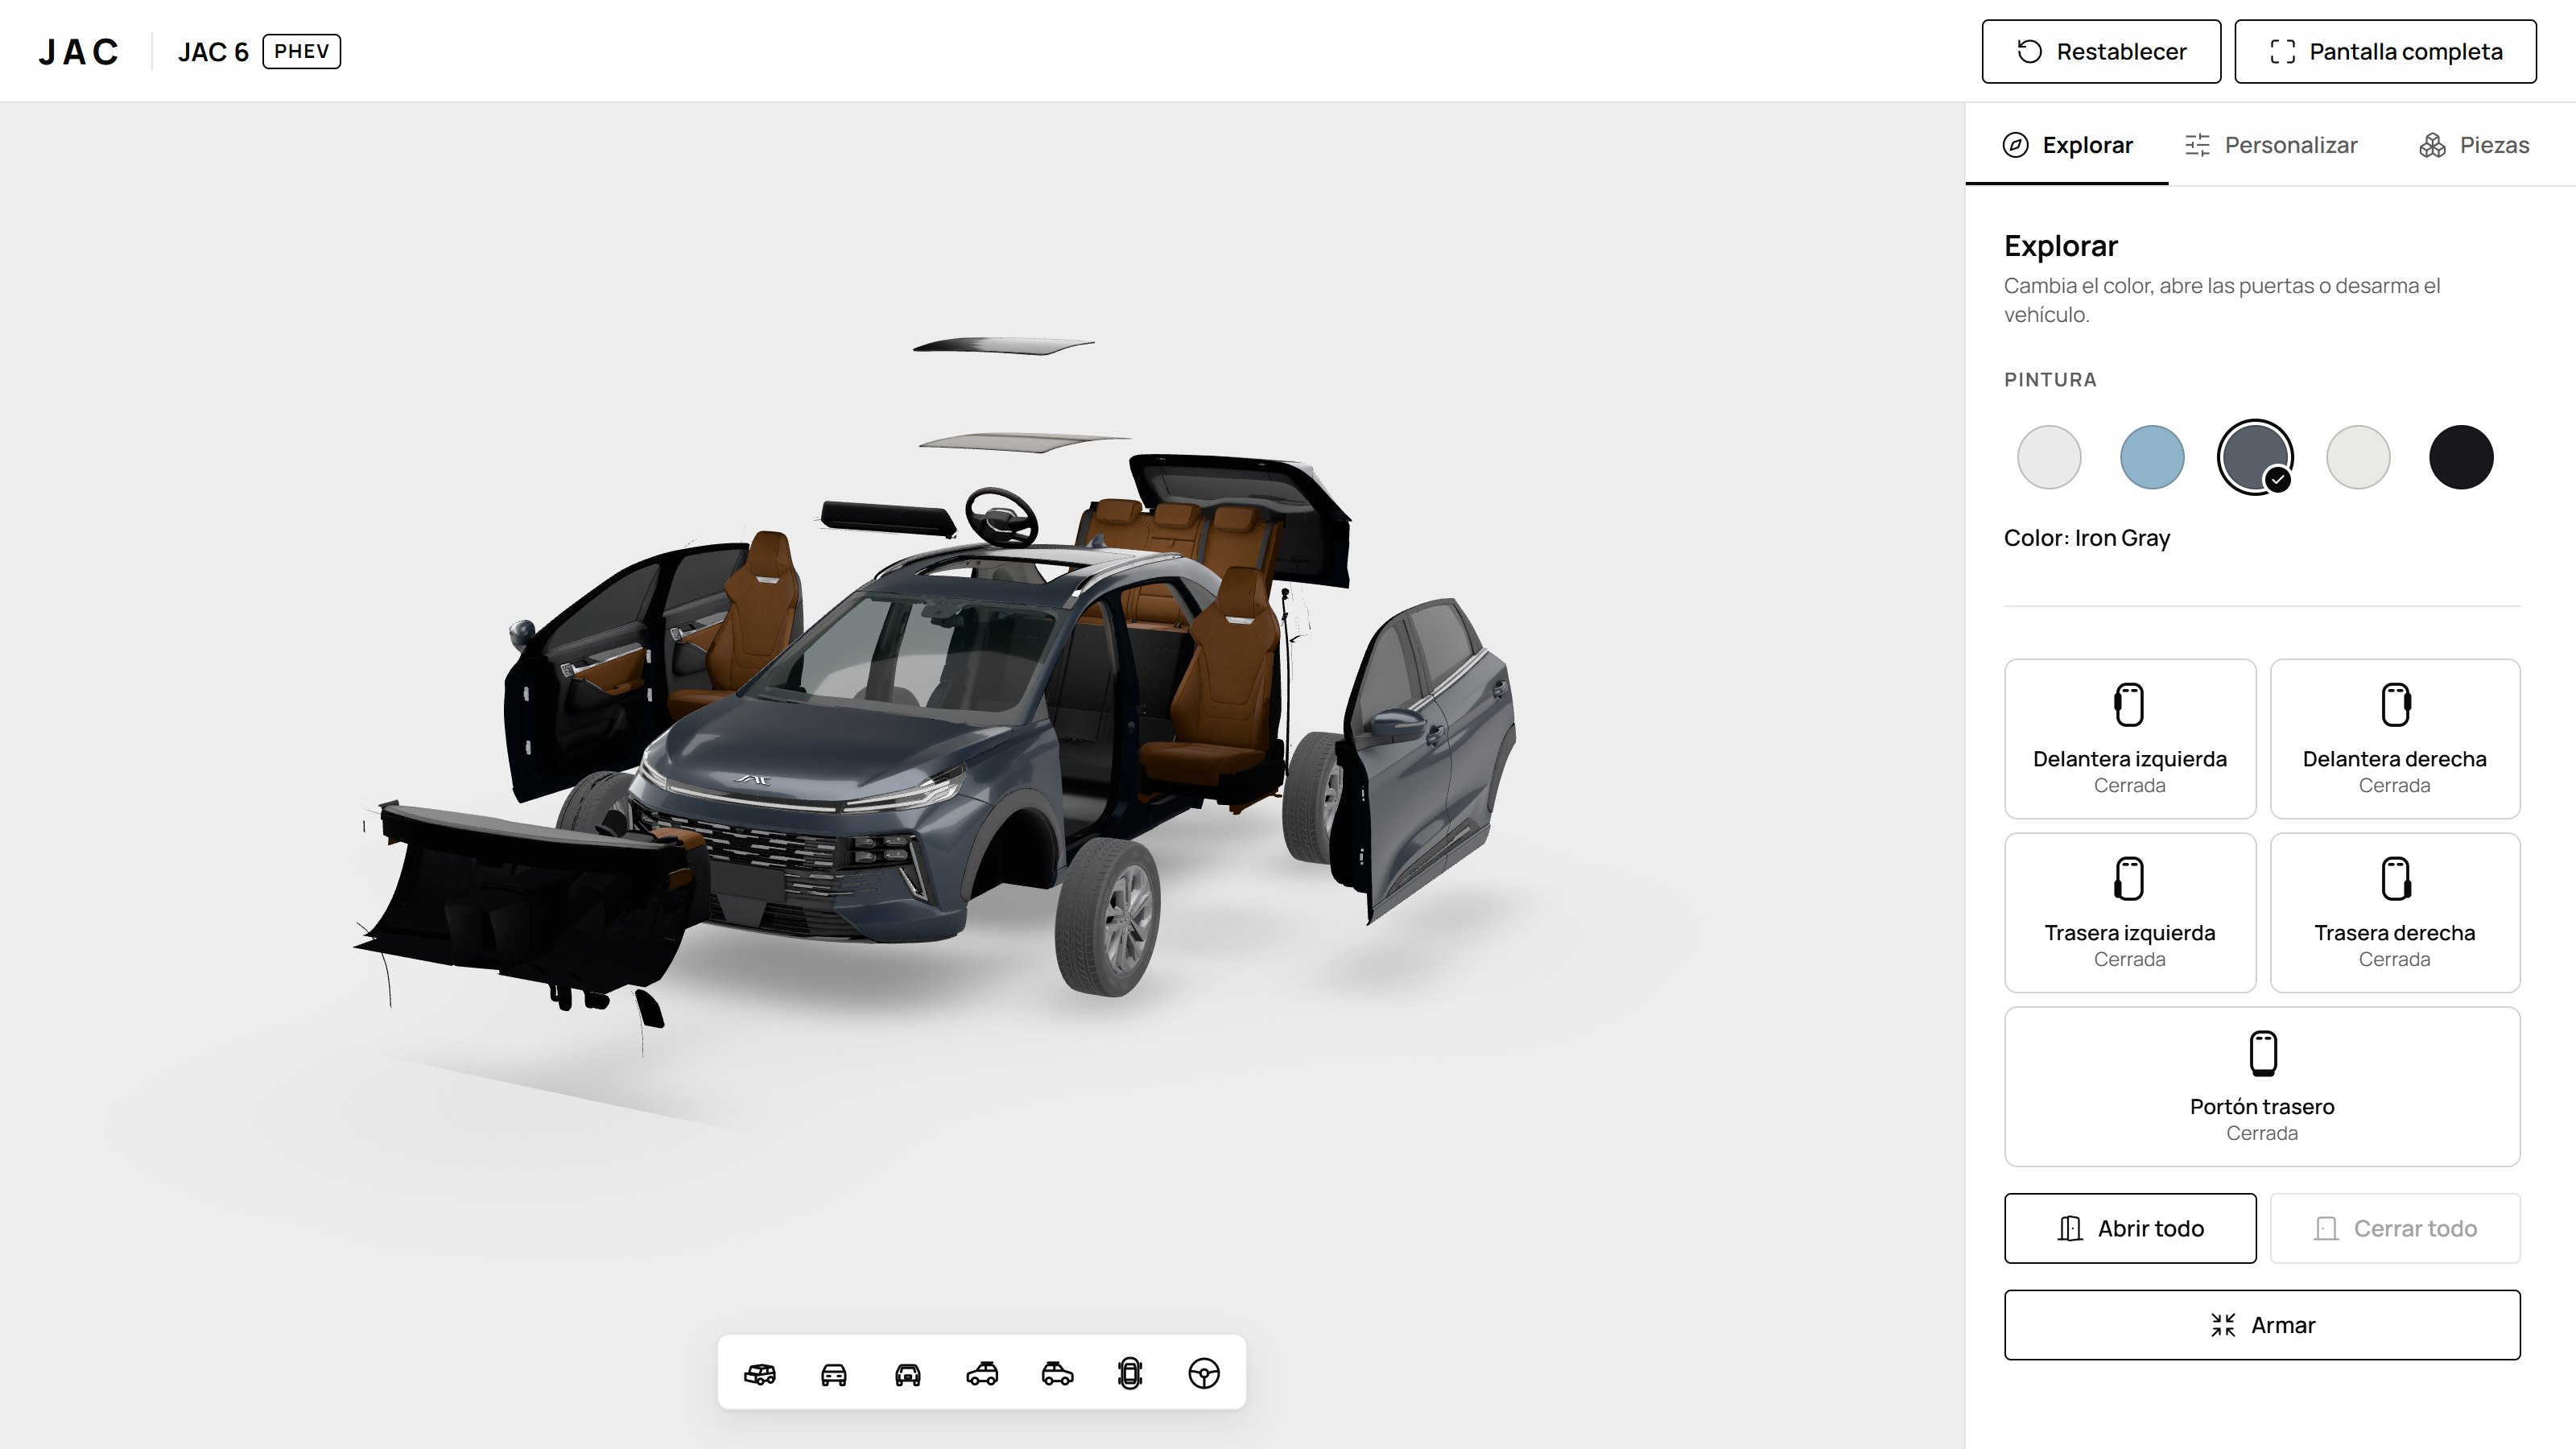 JAC
JAC 6 PHEV
Restablecer
Pantalla completa
Explorar
Personalizar
Piezas
Explorar
Cambia el color, abre las puertas o desarma el
vehículo.
PINTURA
Color: Iron Gray
Delantera izquierda
Cerrada
Delantera derecha
Cerrada
Trasera izquierda
Cerrada
Trasera derecha
Cerrada
Portón trasero
Cerrada
Abrir todo
Cerrar todo
Armar
JAC